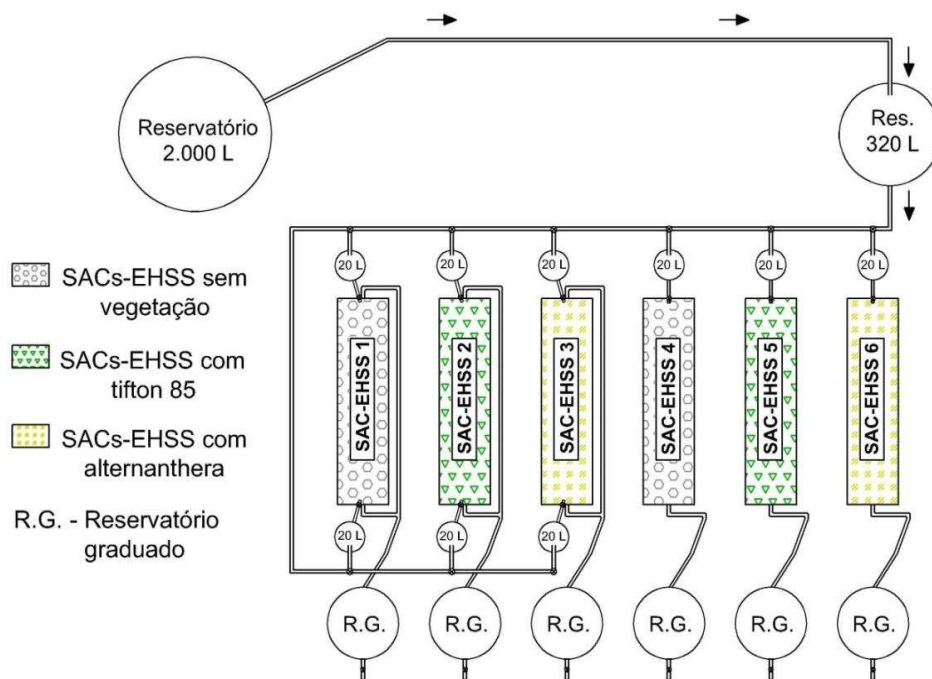 Reservatório
2.000 L
Res.
320 L
20 L
20 L
20 L
20 L
20 L
20 L
SACs-EHSS sem
vegetação
SACs-EHSS com
tifton 85
SACs-EHSS com
alternanthera
R.G. - Reservatório
graduado
SAC-EHSS 1
SAC-EHSS 2
SAC-EHSS 3
SAC-EHSS 4
SAC-EHSS 5
SAC-EHSS 6
20 L
20 L
20 L
R.G.
R.G.
R.G.
R.G.
R.G.
R.G.